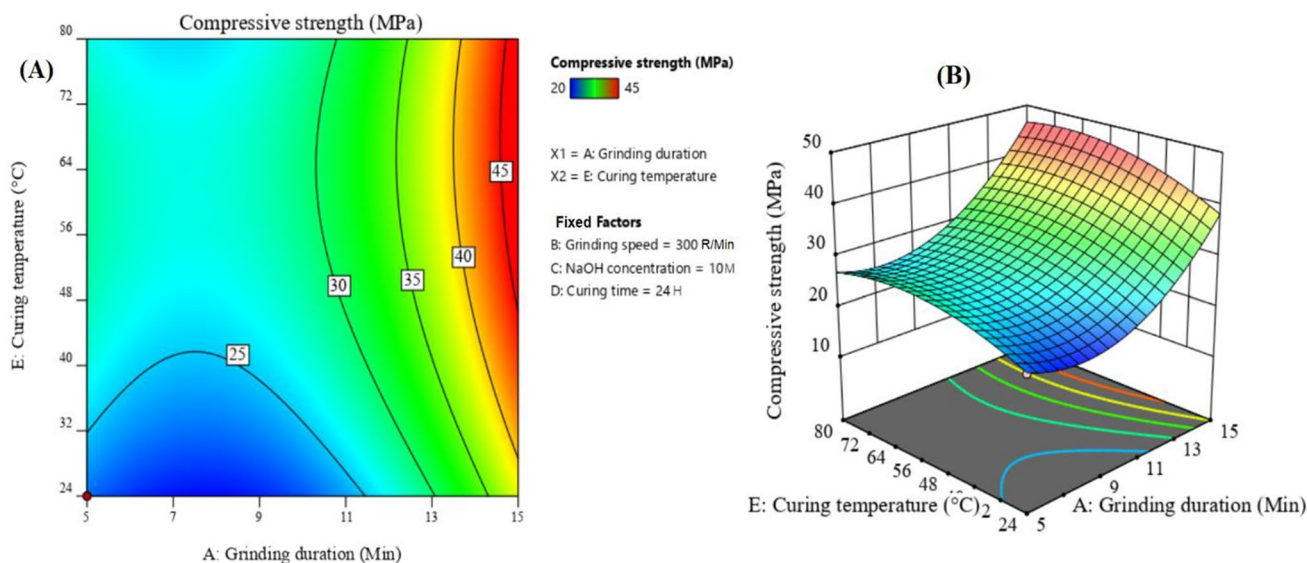 Compressive strength (MPa)
(A)
80
72
64
56
48
40
32
24
E: Curing temperature (°C)
25
30
35
40
45
5
7
9
11
13
15
A: Grinding duration (Min)
Compressive strength (MPa)
20 45
X1 = A: Grinding duration
X2 = E: Curing temperature
Fixed Factors
B: Grinding speed = 300 R/Min
C: NaOH concentration = 10M
D: Curing time = 24 H
(B)
50
40
30
20
10
Compressive strength (MPa)
80
72
64
56
48
2
24
E: Curing temperature (°C)
5
9
11
13
15
A: Grinding duration (Min)